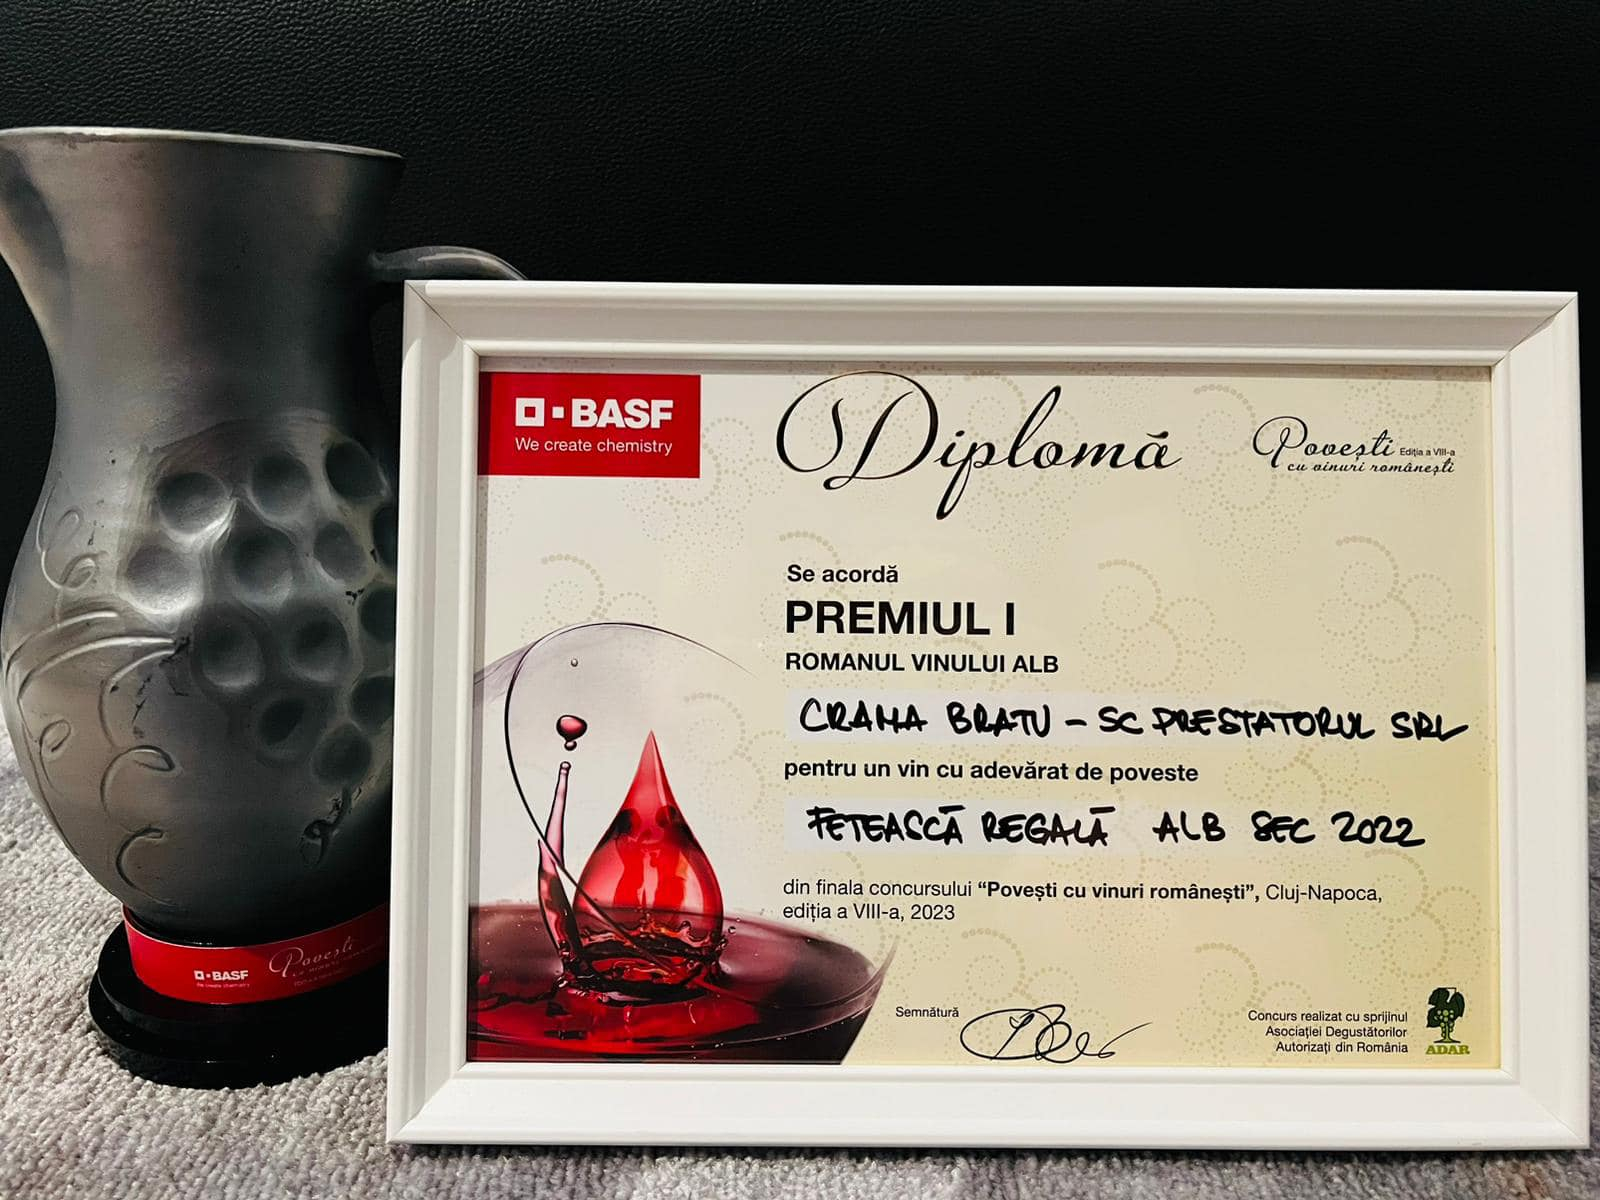 BASF
We create chemistry
Diplomă
Povești Ediția a VIII-a
cu vinuri românești
Se acordă
PREMIUL I
ROMANUL VINULUI ALB
CRAMA BRATU – SC PRESTATORUL SRL
pentru un vin cu adevărat de poveste
FETEASCĂ REGALĂ ALB SEC 2022
din finala concursului “Povești cu vinuri românești”, Cluj-Napoca,
ediția a VIII-a, 2023
Semnătură
Concurs realizat cu sprijinul
Asociației Degustătorilor
Autorizați din România
ADAR
BASF
We create chemistry
Povești